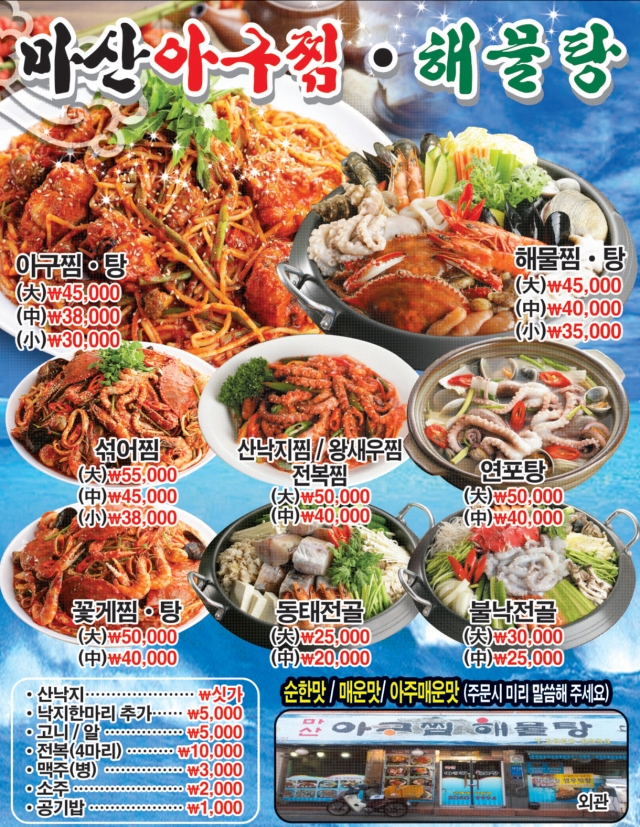 마산아구찜·해물탕
아구찜·탕
(大)₩45,000
(中)₩38,000
(小)₩30,000
해물찜·탕
(大)₩45,000
(中)₩40,000
(小)₩35,000
섞어찜
(大)₩55,000
(中)₩45,000
(小)₩38,000
산낙지찜/왕새우찜
전복찜
(大)₩50,000
(中)₩40,000
연포탕
(大)₩50,000
(中)₩40,000
꽃게찜·탕
(大)₩50,000
(中)₩40,000
동태전골
(大)₩25,000
(中)₩20,000
불낙전골
(大)₩30,000
(中)₩25,000
·산낙지 ₩싯가
·낙지한마리 추가 ₩5,000
·고니/알 ₩5,000
·전복(4마리) ₩10,000
·맥주(병) ₩3,000
·소주 ₩2,000
·공기밥 ₩1,000
순한맛/매운맛/아주매운맛 (주문시 미리 말씀해 주세요)
마산 아구찜 해물탕
외관